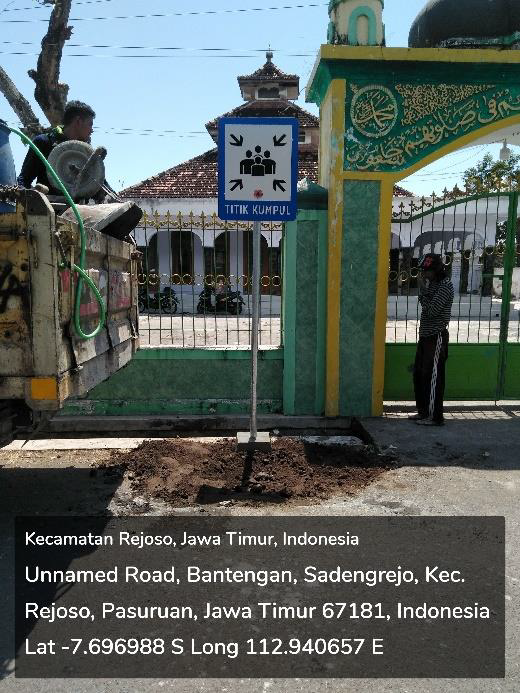 TITIK KUMPUL
Kecamatan Rejoso, Jawa Timur, Indonesia
Unnamed Road, Bantengan, Sadengrejo, Kec.
Rejoso, Pasuruan, Jawa Timur 67181, Indonesia
Lat -7.696988 S Long 112.940657 E